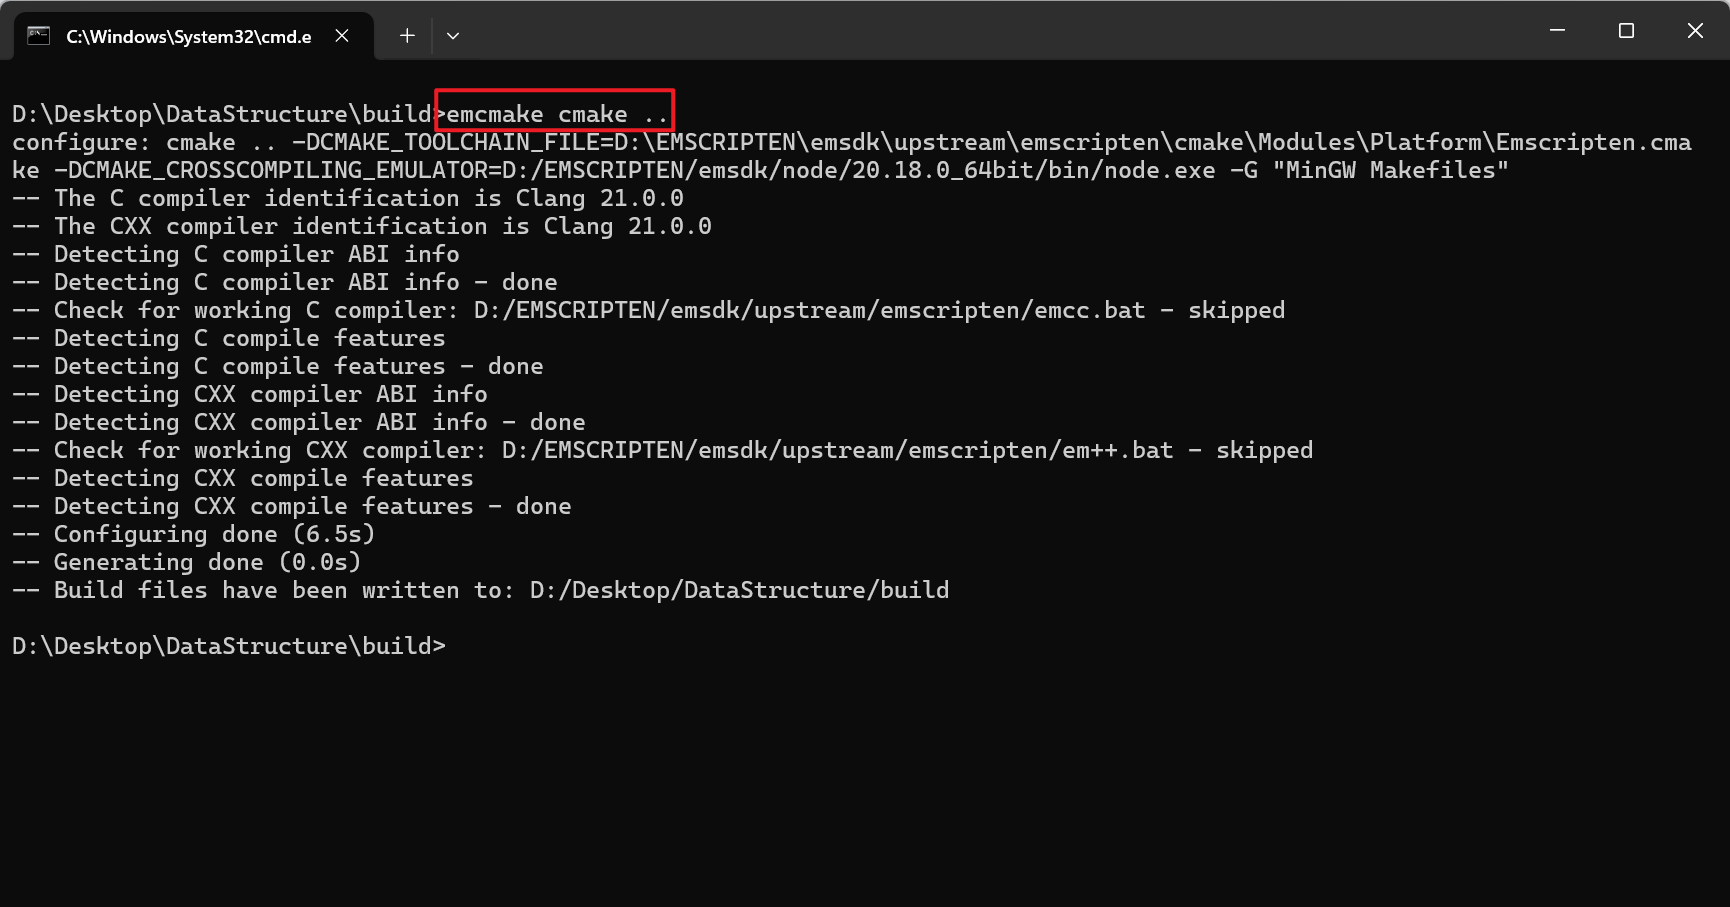 C:\Windows\System32\cmd.e
D:\Desktop\DataStructure\build>emcmake cmake ..
configure: cmake .. -DCMAKE_TOOLCHAIN_FILE=D:\EMSCRIPTEN\emsdk\upstream\emscripten\cmake\Modules\Platform\Emscripten.cma
ke -DCMAKE_CROSSCOMPILING_EMULATOR=D:/EMSCRIPTEN/emsdk/node/20.18.0_64bit/bin/node.exe -G "MinGW Makefiles"
-- The C compiler identification is Clang 21.0.0
-- The CXX compiler identification is Clang 21.0.0
-- Detecting C compiler ABI info
-- Detecting C compiler ABI info - done
-- Check for working C compiler: D:/EMSCRIPTEN/emsdk/upstream/emscripten/emcc.bat - skipped
-- Detecting C compile features
-- Detecting C compile features - done
-- Detecting CXX compiler ABI info
-- Detecting CXX compiler ABI info - done
-- Check for working CXX compiler: D:/EMSCRIPTEN/emsdk/upstream/emscripten/em++.bat - skipped
-- Detecting CXX compile features
-- Detecting CXX compile features - done
-- Configuring done (6.5s)
-- Generating done (0.0s)
-- Build files have been written to: D:/Desktop/DataStructure/build
D:\Desktop\DataStructure\build>